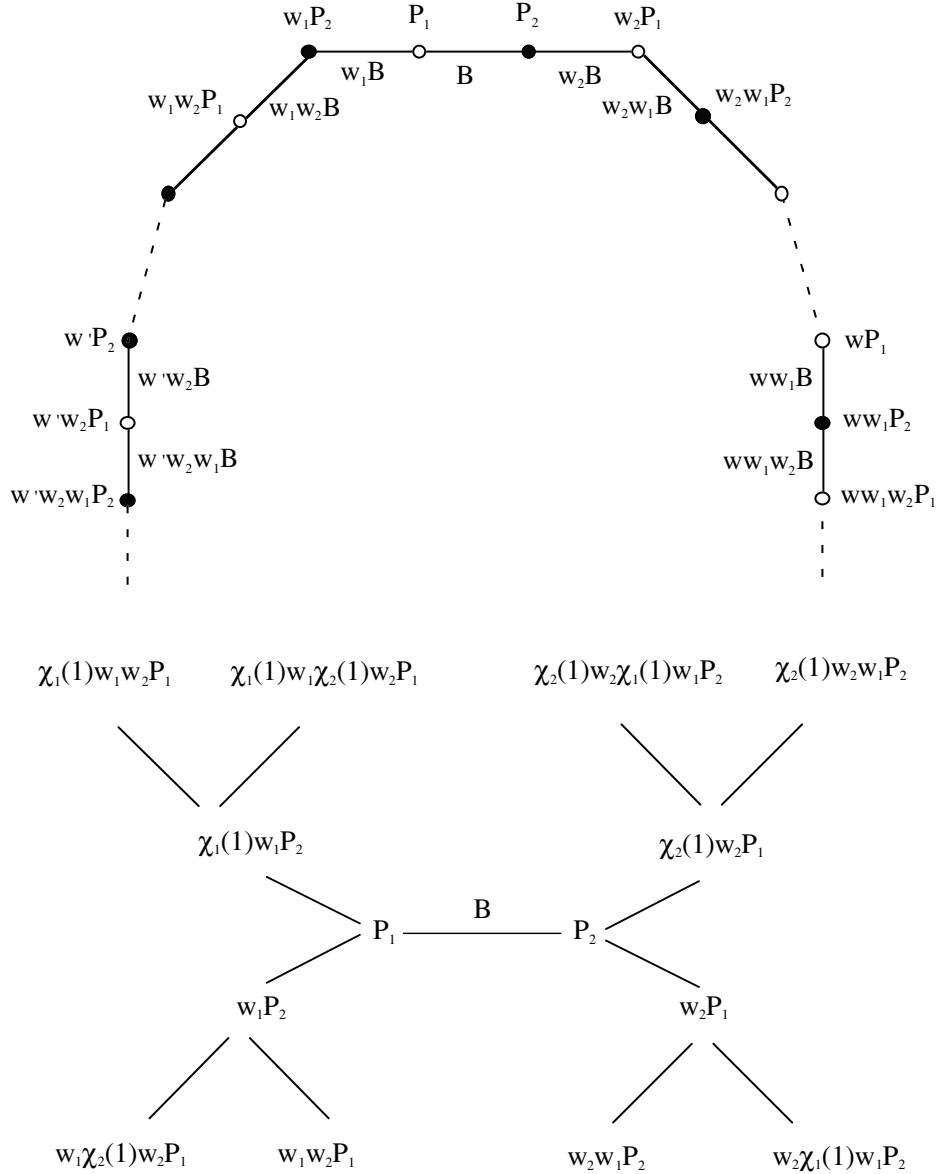 w₁P₂ P₁ P₂ w₂P₁
w₁B B w₂B
w₁w₂P₁ w₁w₂B w₂w₁B w₂w₁P₂
w'P₂ wP₁
w'w₂B ww₁B
w'w₂P₁ ww₁P₂
w'w₂w₁B ww₁w₂B
w'w₂w₁P₂ ww₁w₂P₁
χ₁(1)w₁w₂P₁ χ₁(1)w₁χ₂(1)w₂P₁ χ₂(1)w₂χ₁(1)w₁P₂ χ₂(1)w₂w₁P₂
χ₁(1)w₁P₂ χ₂(1)w₂P₁
B
P₁ P₂
w₁P₂ w₂P₁
w₁χ₂(1)w₂P₁ w₁w₂P₁ w₂w₁P₂ w₂χ₁(1)w₁P₂